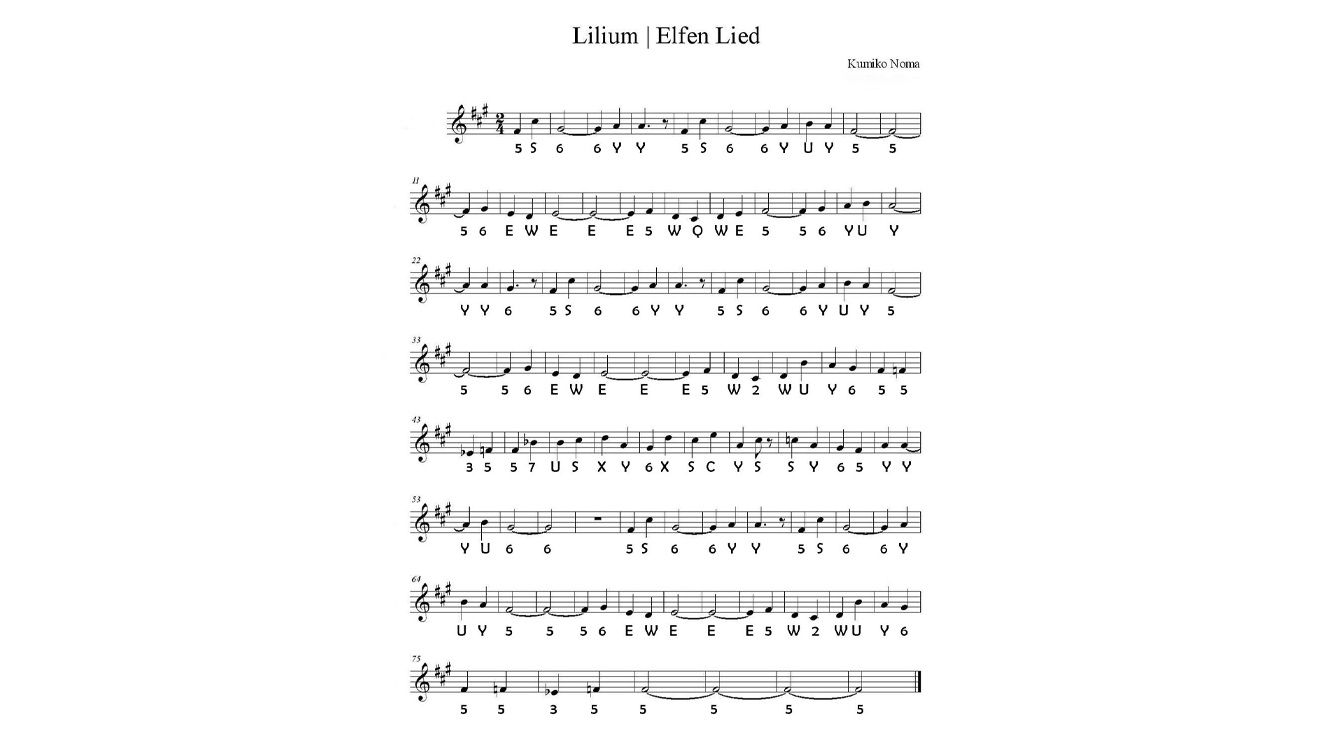 Lilium | Elfen Lied
Kumiko Noma
2
4
5 S 6 6 Y Y 5 S 6 6 Y U Y 5 5
11
5 6 E W E E E 5 W Q W E 5 5 6 Y U Y
22
Y Y 6 5 S 6 6 Y Y 5 S 6 6 Y U Y 5
33
5 5 6 E W E E E 5 W 2 W U Y 6 5 5
43
3 5 5 7 U S X Y 6 X S C Y S S Y 6 5 Y Y
53
Y U 6 6 5 S 6 6 Y Y 5 S 6 6 Y
64
U Y 5 5 5 6 E W E E E 5 W 2 W U Y 6
75
5 5 3 5 5 5 5 5